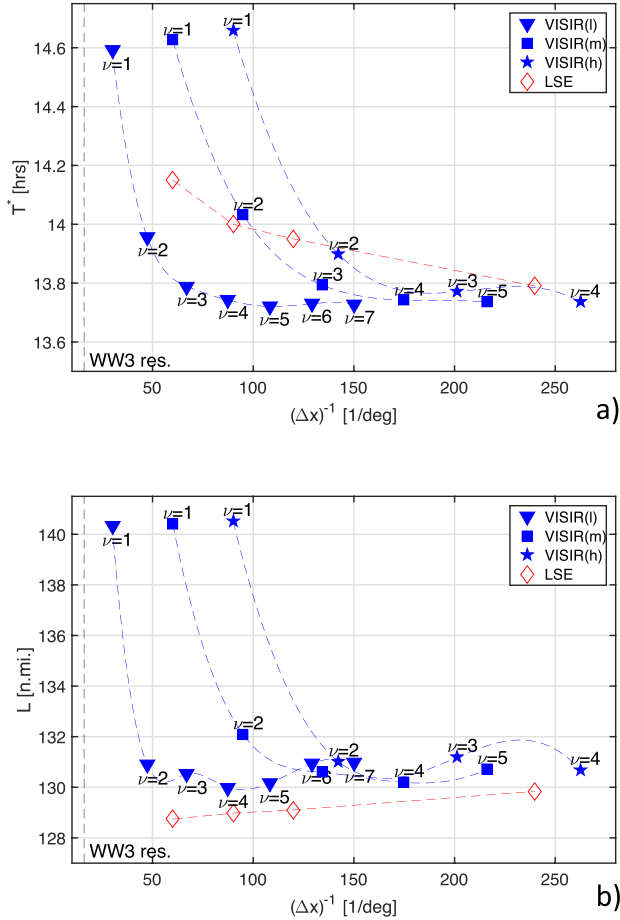 14.6
14.4
14.2
14
13.8
13.6
T* [hrs]
ν=1
ν=1
ν=1
ν=2
ν=2
ν=2
ν=3
ν=3
ν=3
ν=4
ν=4
ν=4
ν=5
ν=5
ν=6
ν=7
VISIR(l)
VISIR(m)
VISIR(h)
LSE
WW3 res.
50
100
150
200
250
(Δx)⁻¹ [1/deg]
a)
140
138
136
134
132
130
128
L [n.mi.]
ν=1
ν=1
ν=1
ν=2
ν=2
ν=2
ν=3
ν=3
ν=4
ν=4
ν=4
ν=5
ν=5
ν=6
ν=7
VISIR(l)
VISIR(m)
VISIR(h)
LSE
WW3 res.
50
100
150
200
250
(Δx)⁻¹ [1/deg]
b)